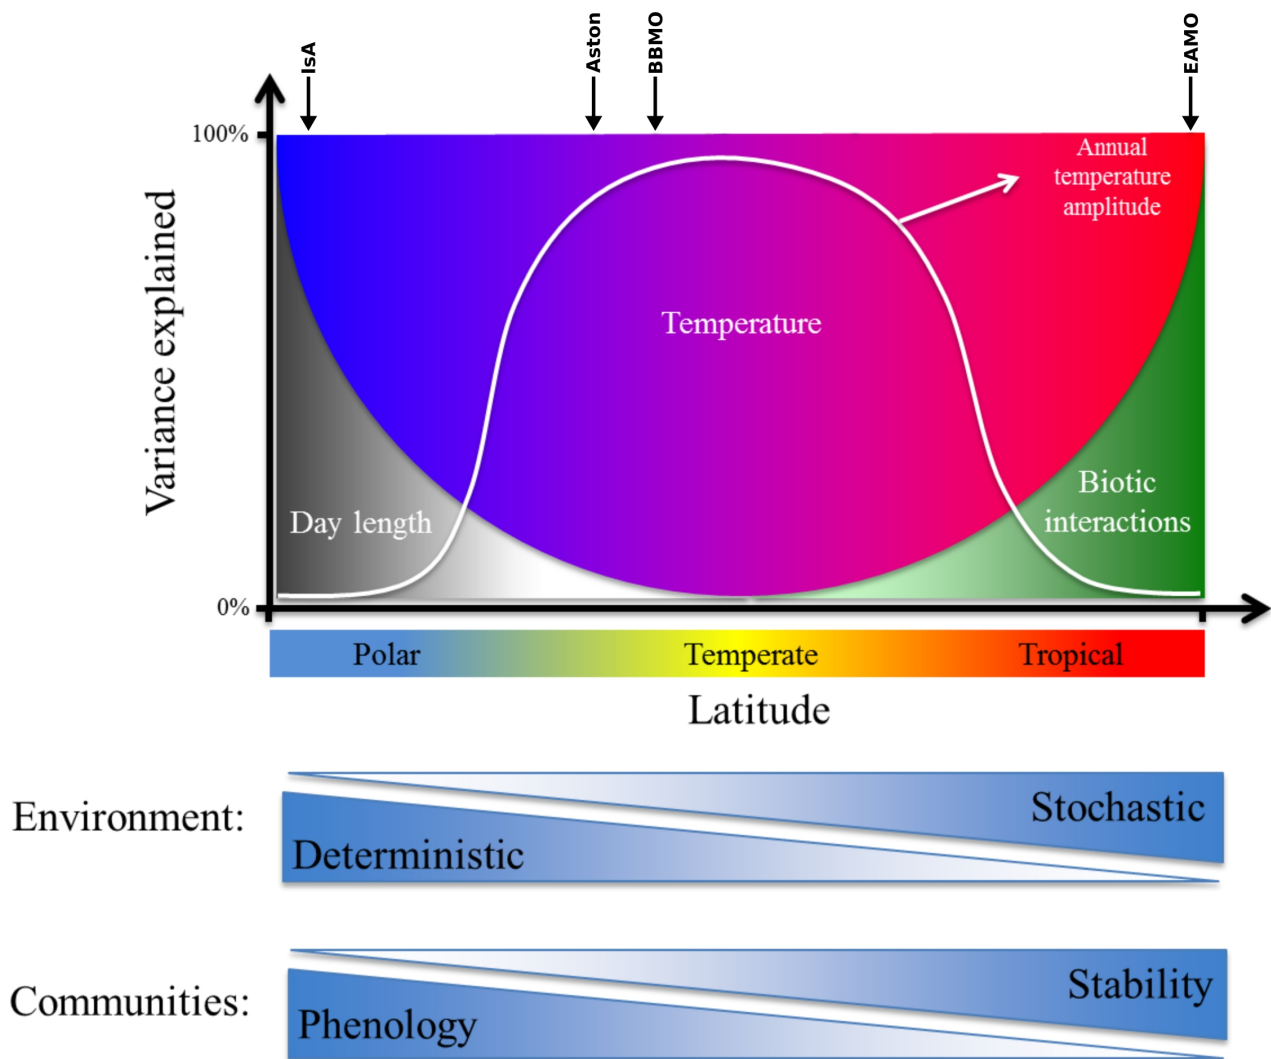 IsA
Aston
BBMO
EAMO
100%
Annual
temperature
amplitude
Variance explained
Temperature
Biotic
interactions
Day length
0%
Polar
Temperate
Tropical
Latitude
Environment:
Stochastic
Deterministic
Communities:
Stability
Phenology